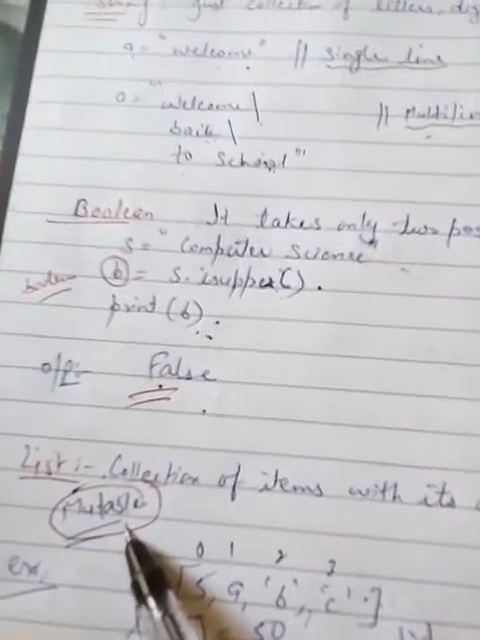 String : just collection of letters, dig
a = "welcome" // single line
a = "welcome\ // Multilin
back\
to school"'
Boolean It takes only two pos
s = "Computer Science"
boolean b = s.isupper().
print(b).
o/p:- False
List :- Collection of items with its
Mutable
0 1 2 3
ex. [5, 9, 'b', 'c']
= 50